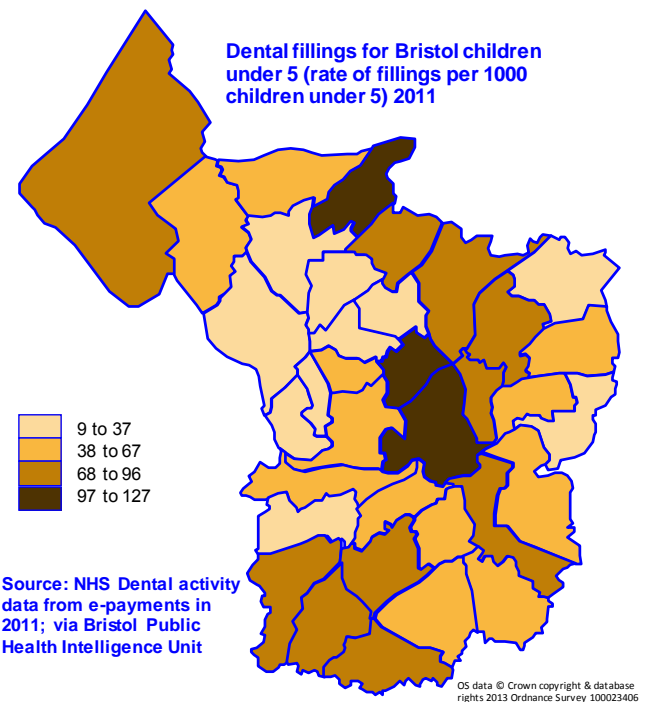 Dental fillings for Bristol children
under 5 (rate of fillings per 1000
children under 5) 2011
9 to 37
38 to 67
68 to 96
97 to 127
Source: NHS Dental activity
data from e-payments in
2011; via Bristol Public
Health Intelligence Unit
OS data © Crown copyright & database
rights 2013 Ordnance Survey 100023406